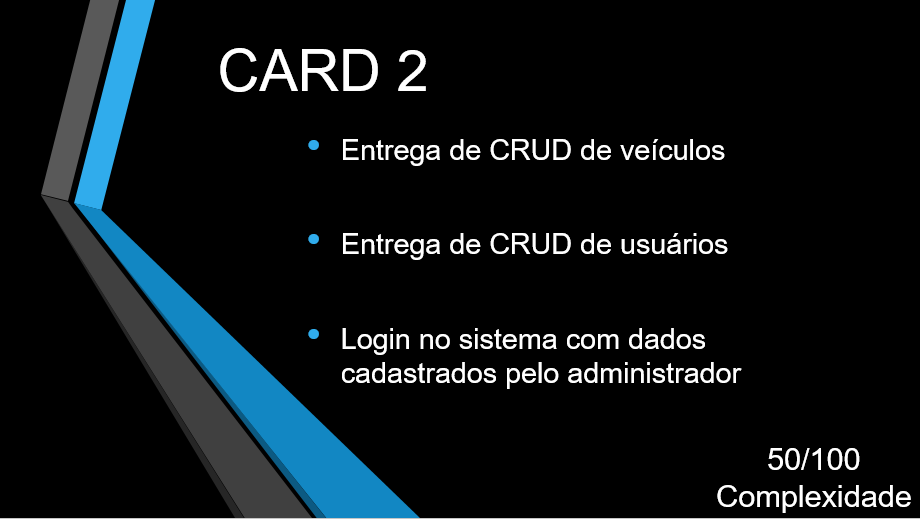 CARD 2
• Entrega de CRUD de veículos
• Entrega de CRUD de usuários
• Login no sistema com dados
cadastrados pelo administrador
50/100
Complexidade